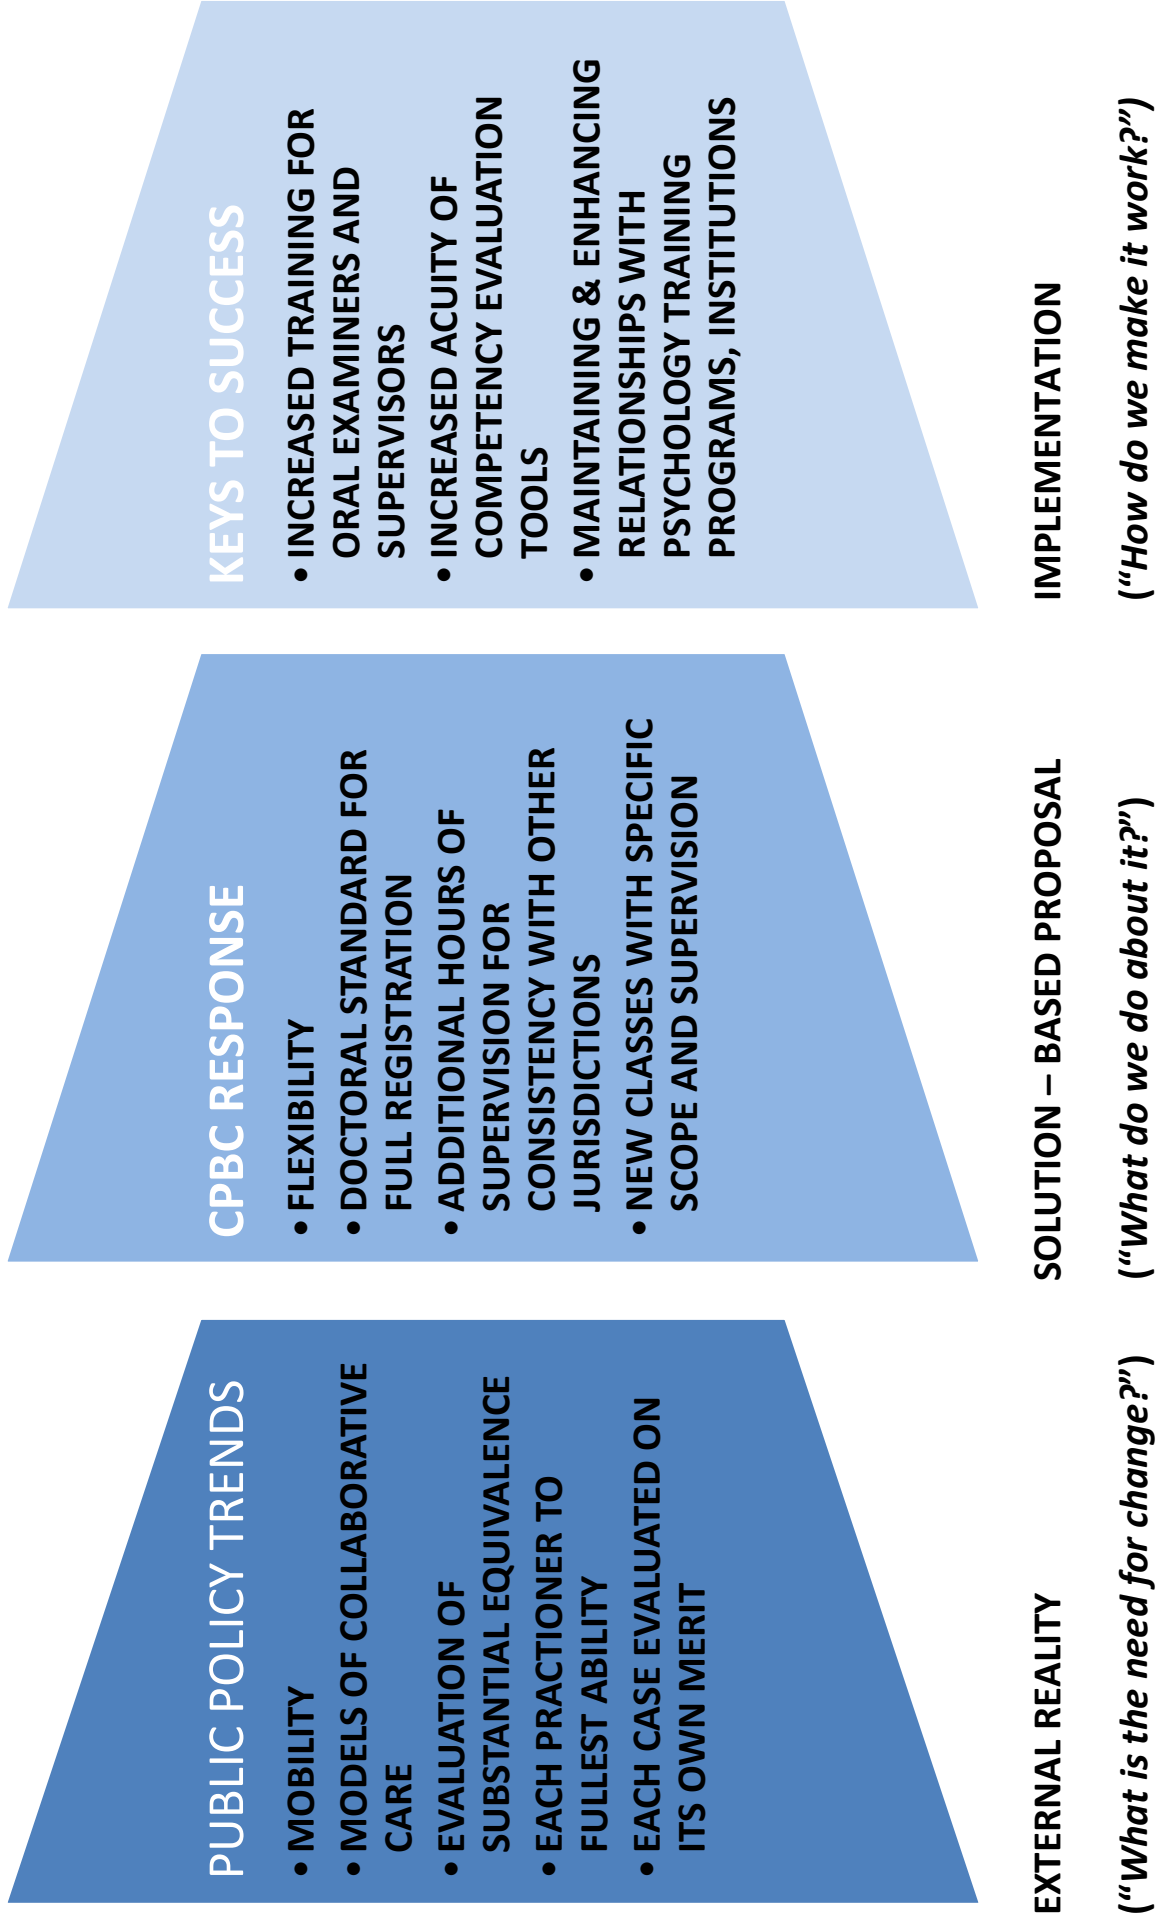 PUBLIC POLICY TRENDS
• MOBILITY
• MODELS OF COLLABORATIVE
CARE
• EVALUATION OF
SUBSTANTIAL EQUIVALENCE
• EACH PRACTIONER TO
FULLEST ABILITY
• EACH CASE EVALUATED ON
ITS OWN MERIT
EXTERNAL REALITY
(“What is the need for change?”)
CPBC RESPONSE
• FLEXIBILITY
• DOCTORAL STANDARD FOR
FULL REGISTRATION
• ADDITIONAL HOURS OF
SUPERVISION FOR
CONSISTENCY WITH OTHER
JURISDICTIONS
• NEW CLASSES WITH SPECIFIC
SCOPE AND SUPERVISION
SOLUTION – BASED PROPOSAL
(“What do we do about it?”)
KEYS TO SUCCESS
• INCREASED TRAINING FOR
ORAL EXAMINERS AND
SUPERVISORS
• INCREASED ACUITY OF
COMPETENCY EVALUATION
TOOLS
• MAINTAINING & ENHANCING
RELATIONSHIPS WITH
PSYCHOLOGY TRAINING
PROGRAMS, INSTITUTIONS
IMPLEMENTATION
(“How do we make it work?”)